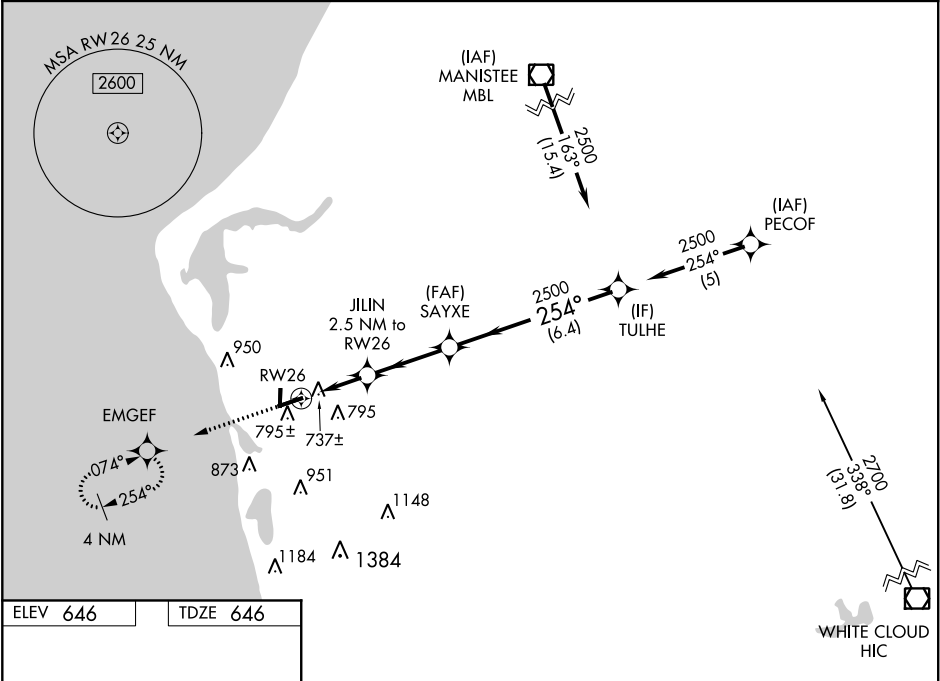 MSA RW26 25 NM
2600
(IAF)
MANISTEE
MBL
2500
163°
(15.4)
(IAF)
PECOF
2500
254°
(5)
(IF)
TULHE
2500
254°
(6.4)
(FAF)
SAYXE
JILIN
2.5 NM to
RW26
RW26
950
795±
737±
795
EMGEF
074°
254°
4 NM
873
951
1148
1184
1384
2700
338°
(31.8)
WHITE CLOUD
HIC
ELEV 646
TDZE 646